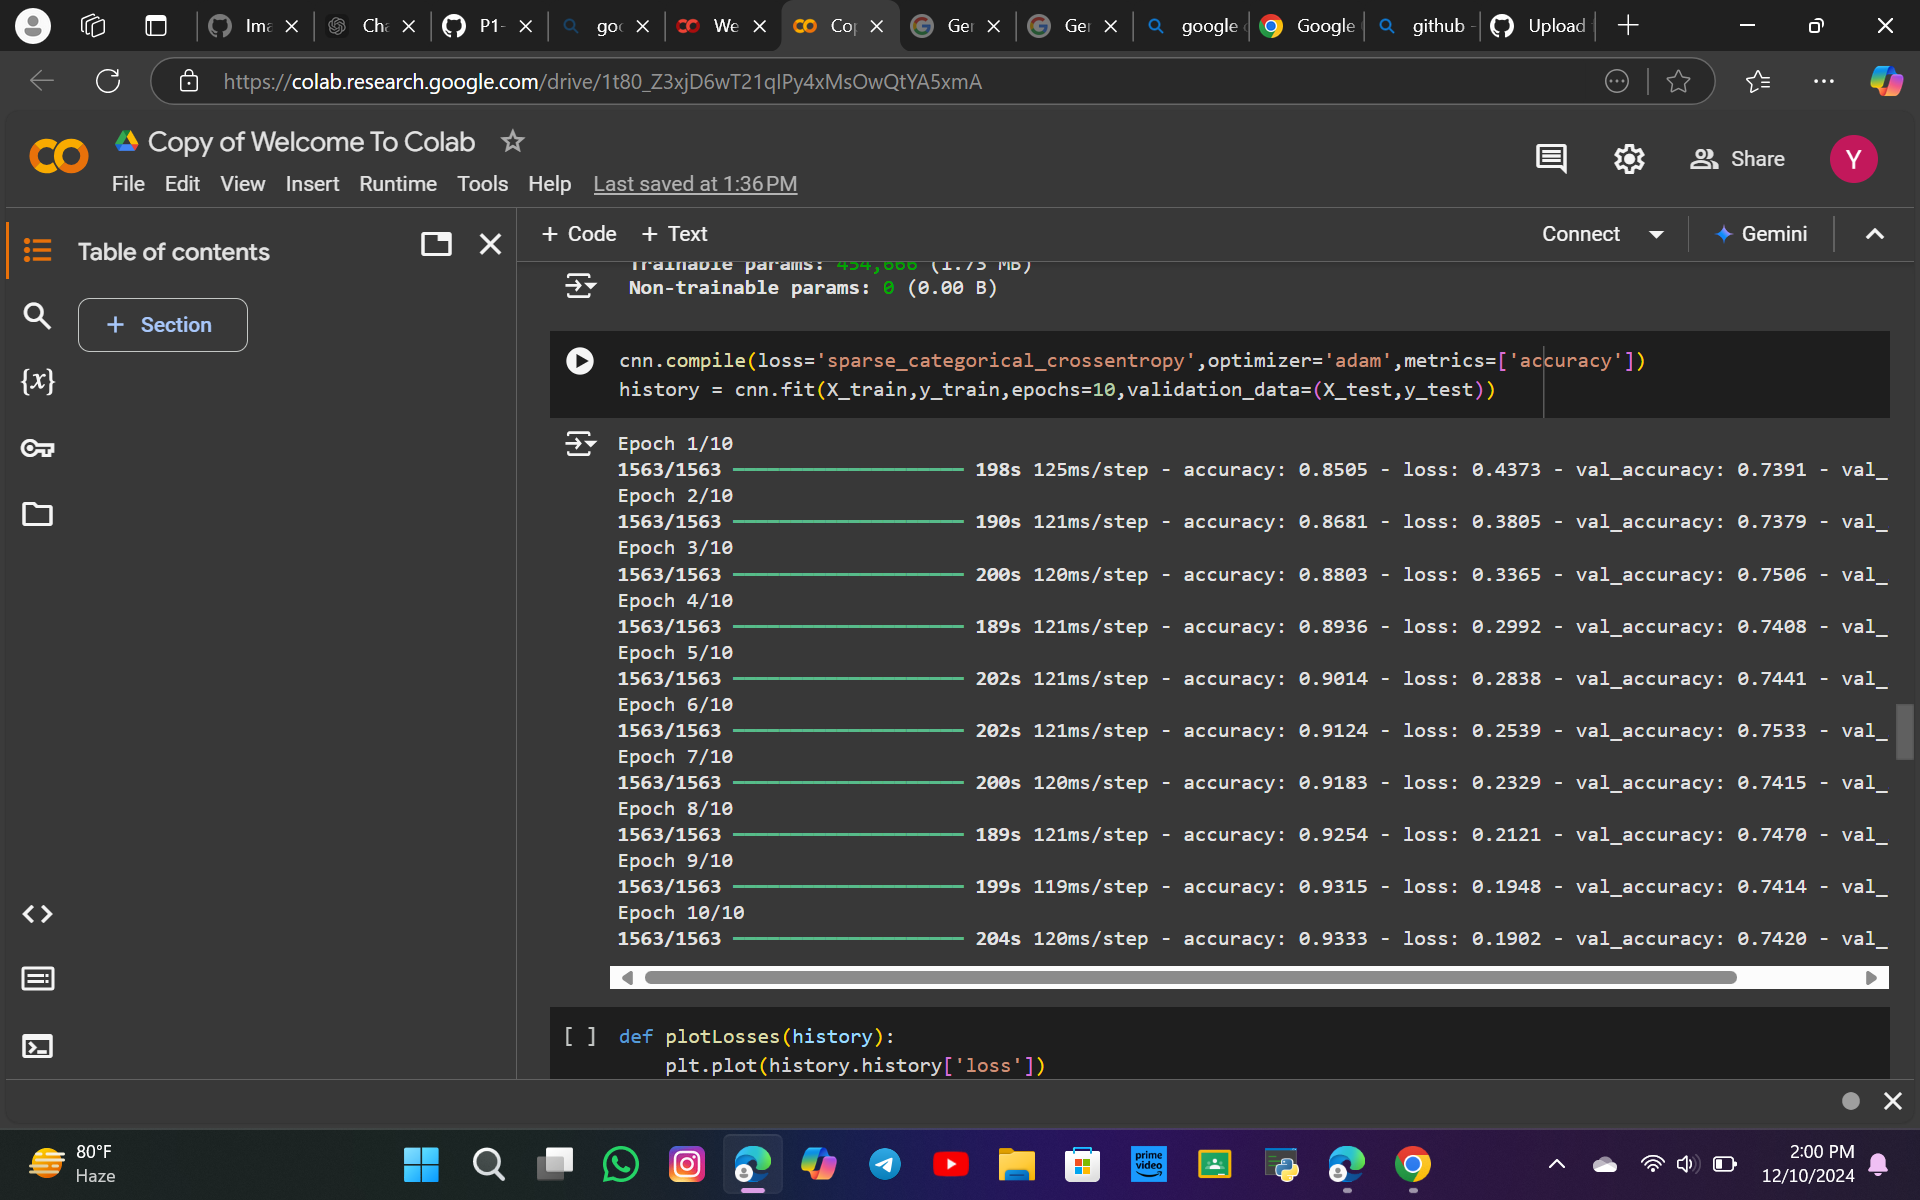 Ima
Cha
P1-
goo
We
Cop
Ger
Ger
google c
Google
github -
Upload
https://colab.research.google.com/drive/1t80_Z3xjD6wT21qIPy4xMsOwQtYA5xmA
Copy of Welcome To Colab
File Edit View Insert Runtime Tools Help Last saved at 1:36 PM
Share
Y
Table of contents
+ Section
{x}
+ Code + Text
Connect
Gemini
Trainable params: 454,666 (1.73 MB)
Non-trainable params: 0 (0.00 B)
cnn.compile(loss='sparse_categorical_crossentropy',optimizer='adam',metrics=['accuracy'])
history = cnn.fit(X_train,y_train,epochs=10,validation_data=(X_test,y_test))
Epoch 1/10
1563/1563 ━━━━━━━━━━━━━━━━━━━━ 198s 125ms/step - accuracy: 0.8505 - loss: 0.4373 - val_accuracy: 0.7391 - val_
Epoch 2/10
1563/1563 ━━━━━━━━━━━━━━━━━━━━ 190s 121ms/step - accuracy: 0.8681 - loss: 0.3805 - val_accuracy: 0.7379 - val_
Epoch 3/10
1563/1563 ━━━━━━━━━━━━━━━━━━━━ 200s 120ms/step - accuracy: 0.8803 - loss: 0.3365 - val_accuracy: 0.7506 - val_
Epoch 4/10
1563/1563 ━━━━━━━━━━━━━━━━━━━━ 189s 121ms/step - accuracy: 0.8936 - loss: 0.2992 - val_accuracy: 0.7408 - val_
Epoch 5/10
1563/1563 ━━━━━━━━━━━━━━━━━━━━ 202s 121ms/step - accuracy: 0.9014 - loss: 0.2838 - val_accuracy: 0.7441 - val_
Epoch 6/10
1563/1563 ━━━━━━━━━━━━━━━━━━━━ 202s 121ms/step - accuracy: 0.9124 - loss: 0.2539 - val_accuracy: 0.7533 - val_
Epoch 7/10
1563/1563 ━━━━━━━━━━━━━━━━━━━━ 200s 120ms/step - accuracy: 0.9183 - loss: 0.2329 - val_accuracy: 0.7415 - val_
Epoch 8/10
1563/1563 ━━━━━━━━━━━━━━━━━━━━ 189s 121ms/step - accuracy: 0.9254 - loss: 0.2121 - val_accuracy: 0.7470 - val_
Epoch 9/10
1563/1563 ━━━━━━━━━━━━━━━━━━━━ 199s 119ms/step - accuracy: 0.9315 - loss: 0.1948 - val_accuracy: 0.7414 - val_
Epoch 10/10
1563/1563 ━━━━━━━━━━━━━━━━━━━━ 204s 120ms/step - accuracy: 0.9333 - loss: 0.1902 - val_accuracy: 0.7420 - val_
[ ] def plotLosses(history):
plt.plot(history.history['loss'])
80°F
Haze
prime video
2:00 PM
12/10/2024